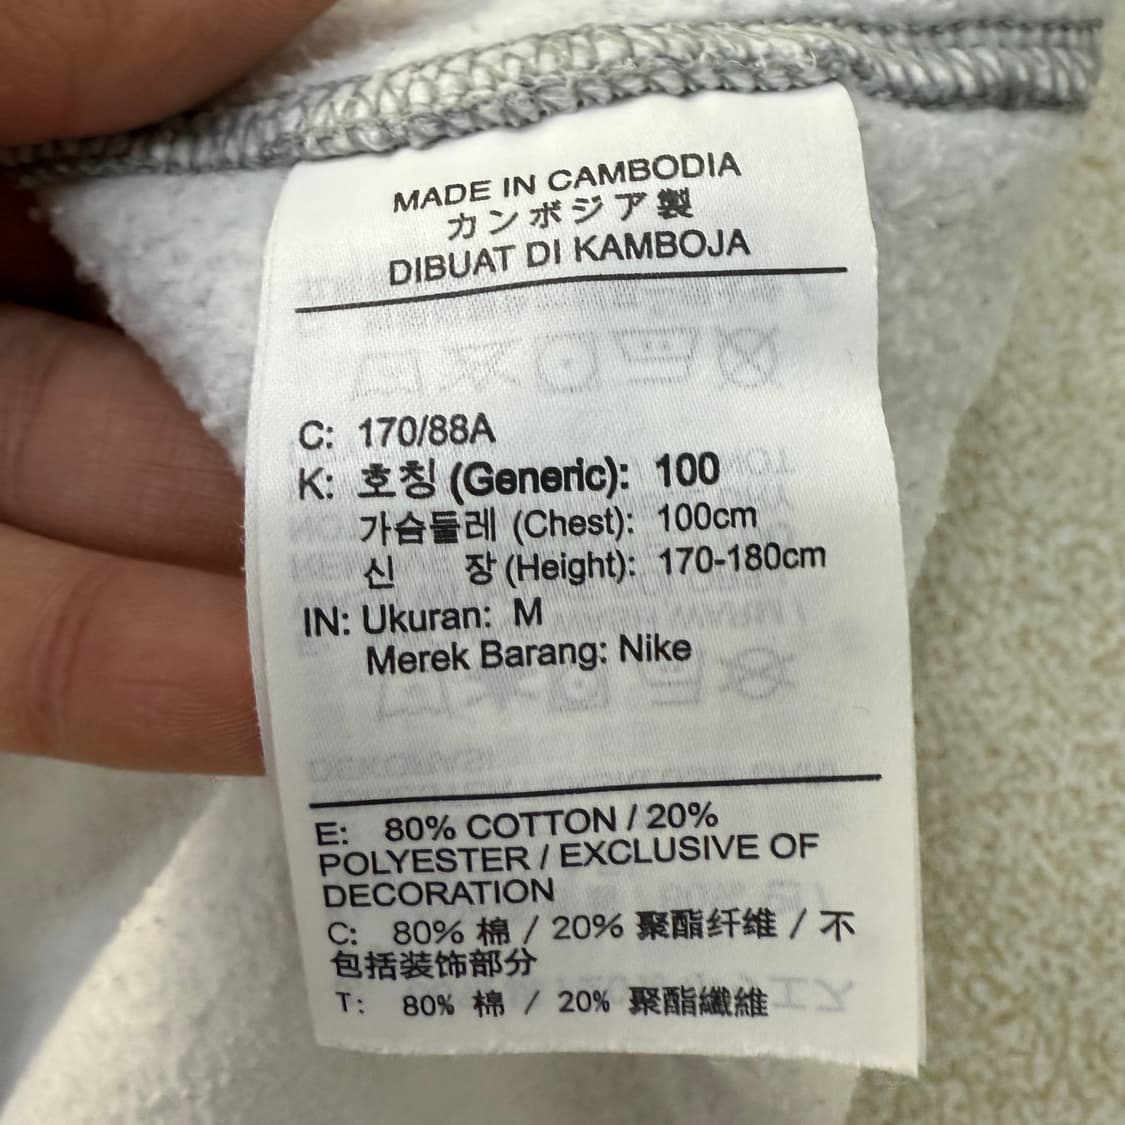 MADE IN CAMBODIA
カンボジア製
DIBUAT DI KAMBOJA
C: 170/88A
K: 호칭 (Generic): 100
가슴둘레 (Chest): 100cm
신 장 (Height): 170-180cm
IN: Ukuran: M
Merek Barang: Nike
E: 80% COTTON / 20%
POLYESTER / EXCLUSIVE OF
DECORATION
C: 80% 棉 / 20% 聚酯纤维 / 不
包括装饰部分
T: 80% 棉 / 20% 聚酯纖維